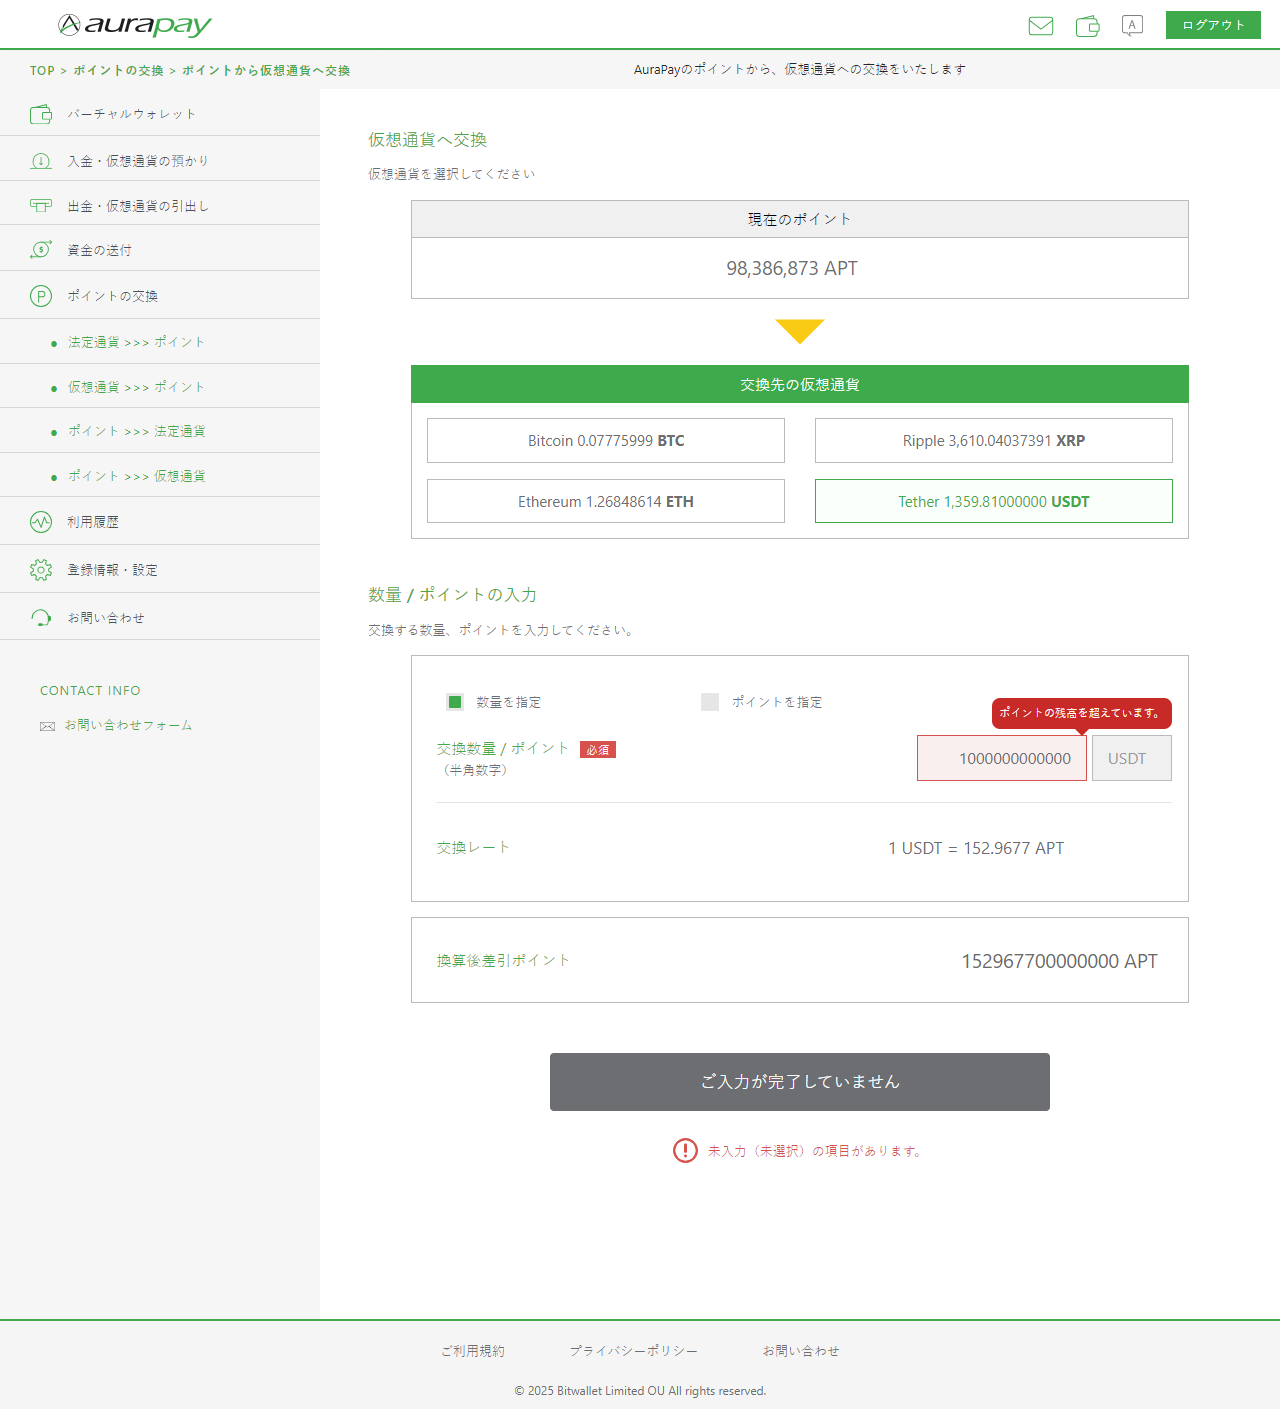 aurapay
A
ログアウト
TOP > ポイントの交換 > ポイントから仮想通貨へ交換
AuraPayのポイントから、仮想通貨への交換をいたします
バーチャルウォレット
入金・仮想通貨の預かり
出金・仮想通貨の引出し
資金の送付
ポイントの交換
法定通貨 >>> ポイント
仮想通貨 >>> ポイント
ポイント >>> 法定通貨
ポイント >>> 仮想通貨
利用履歴
登録情報・設定
お問い合わせ
CONTACT INFO
お問い合わせフォーム
仮想通貨へ交換
仮想通貨を選択してください
現在のポイント
98,386,873 APT
交換先の仮想通貨
Bitcoin 0.07775999 BTC
Ripple 3,610.04037391 XRP
Ethereum 1.26848614 ETH
Tether 1,359.81000000 USDT
数量 / ポイントの入力
交換する数量、ポイントを入力してください。
数量を指定
ポイントを指定
ポイントの残高を超えています。
交換数量 / ポイント 必須
（半角数字）
1000000000000 USDT
交換レート
1 USDT = 152.9677 APT
換算後差引ポイント
152967700000000 APT
ご入力が完了していません
未入力（未選択）の項目があります。
ご利用規約
プライバシーポリシー
お問い合わせ
© 2025 Bitwallet Limited OU All rights reserved.